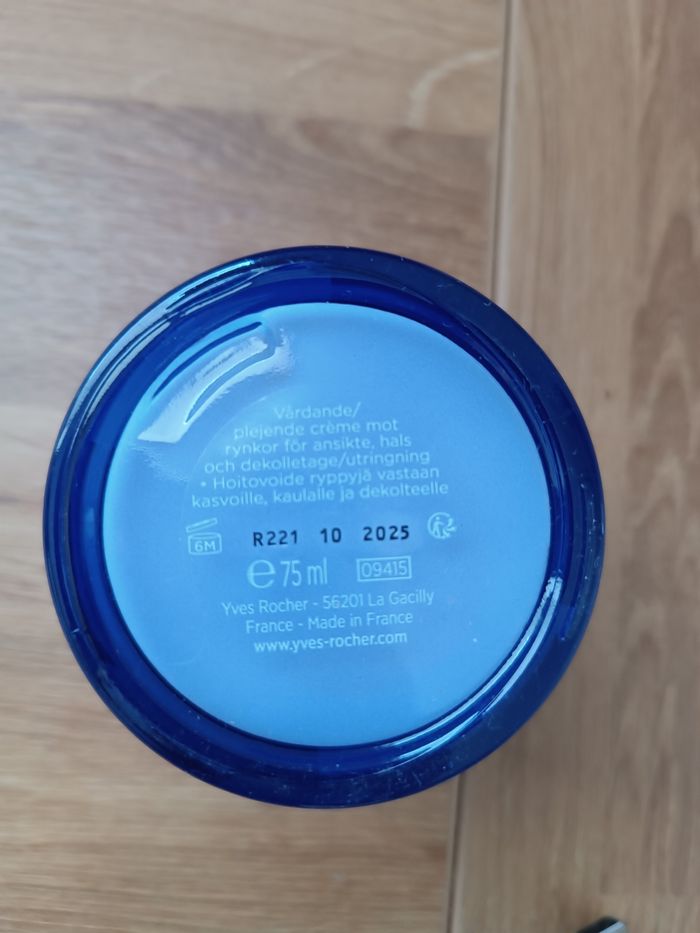 Vårdande/
plejende crème mot
rynkor för ansikte, hals
och dekolletage/utringning
• Hoitovoide ryppyjä vastaan
kasvoille, kaulalle ja dekolteelle
6M R221 10 2025
e 75 ml 09415
Yves Rocher - 56201 La Gacilly
France - Made in France
www.yves-rocher.com